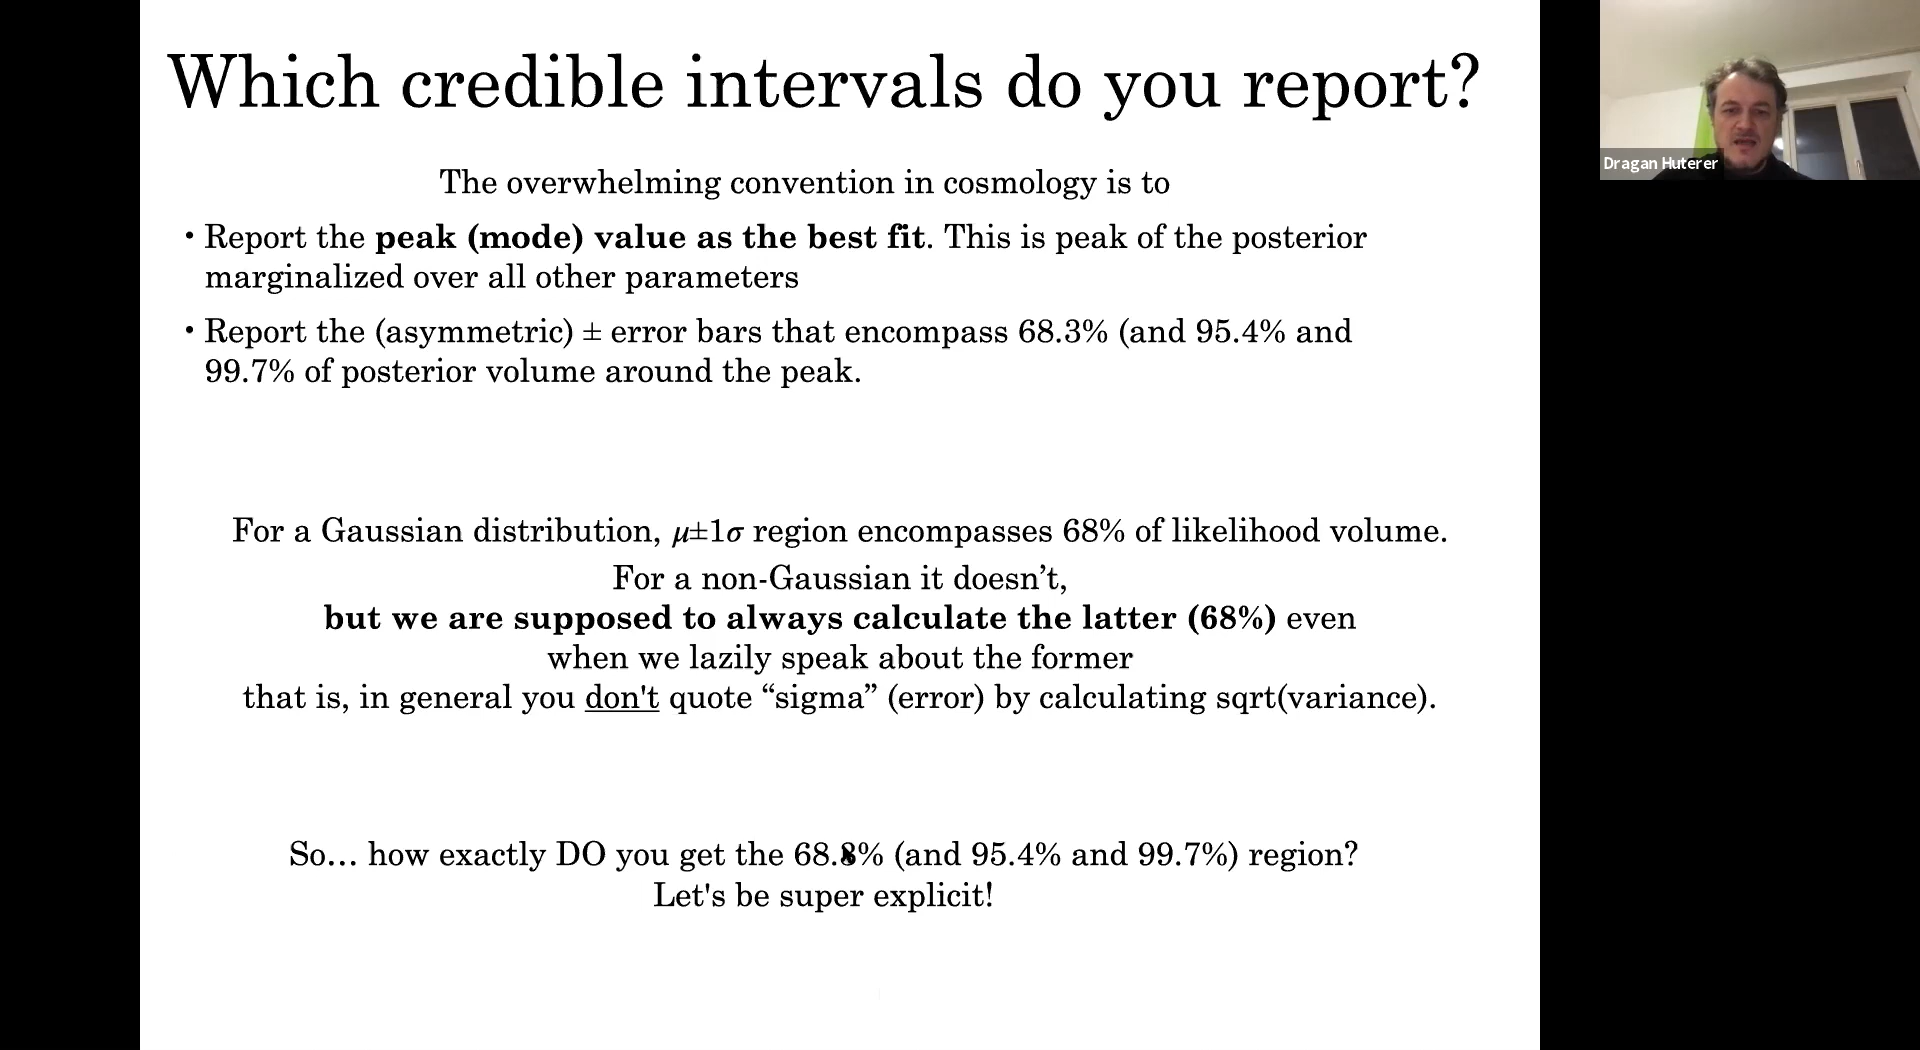 Which credible intervals do you report?
Dragan Huterer
The overwhelming convention in cosmology is to
• Report the peak (mode) value as the best fit. This is peak of the posterior
marginalized over all other parameters
• Report the (asymmetric) ± error bars that encompass 68.3% (and 95.4% and
99.7% of posterior volume around the peak.
For a Gaussian distribution, μ±1σ region encompasses 68% of likelihood volume.
For a non-Gaussian it doesn’t,
but we are supposed to always calculate the latter (68%) even
when we lazily speak about the former
that is, in general you don't quote “sigma” (error) by calculating sqrt(variance).
So… how exactly DO you get the (and 95.4% and 99.7%) region?
Let's be super explicit!